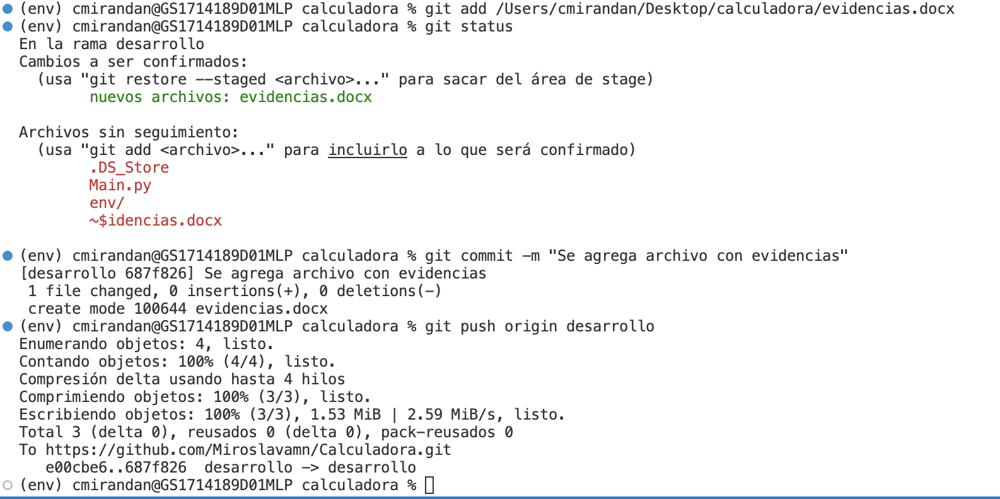 (env) cmirandan@GS1714189D01MLP calculadora % git add /Users/cmirandan/Desktop/calculadora/evidencias.docx
(env) cmirandan@GS1714189D01MLP calculadora % git status
En la rama desarrollo
Cambios a ser confirmados:
  (usa "git restore --staged <archivo>..." para sacar del área de stage)
        nuevos archivos: evidencias.docx

Archivos sin seguimiento:
  (usa "git add <archivo>..." para incluirlo a lo que será confirmado)
        .DS_Store
        Main.py
        env/
        ~$idencias.docx

(env) cmirandan@GS1714189D01MLP calculadora % git commit -m "Se agrega archivo con evidencias"
[desarrollo 687f826] Se agrega archivo con evidencias
 1 file changed, 0 insertions(+), 0 deletions(-)
 create mode 100644 evidencias.docx
(env) cmirandan@GS1714189D01MLP calculadora % git push origin desarrollo
Enumerando objetos: 4, listo.
Contando objetos: 100% (4/4), listo.
Compresión delta usando hasta 4 hilos
Comprimiendo objetos: 100% (3/3), listo.
Escribiendo objetos: 100% (3/3), 1.53 MiB | 2.59 MiB/s, listo.
Total 3 (delta 0), reusados 0 (delta 0), pack-reusados 0
To https://github.com/Miroslavamn/Calculadora.git
   e00cbe6..687f826  desarrollo -> desarrollo
(env) cmirandan@GS1714189D01MLP calculadora %